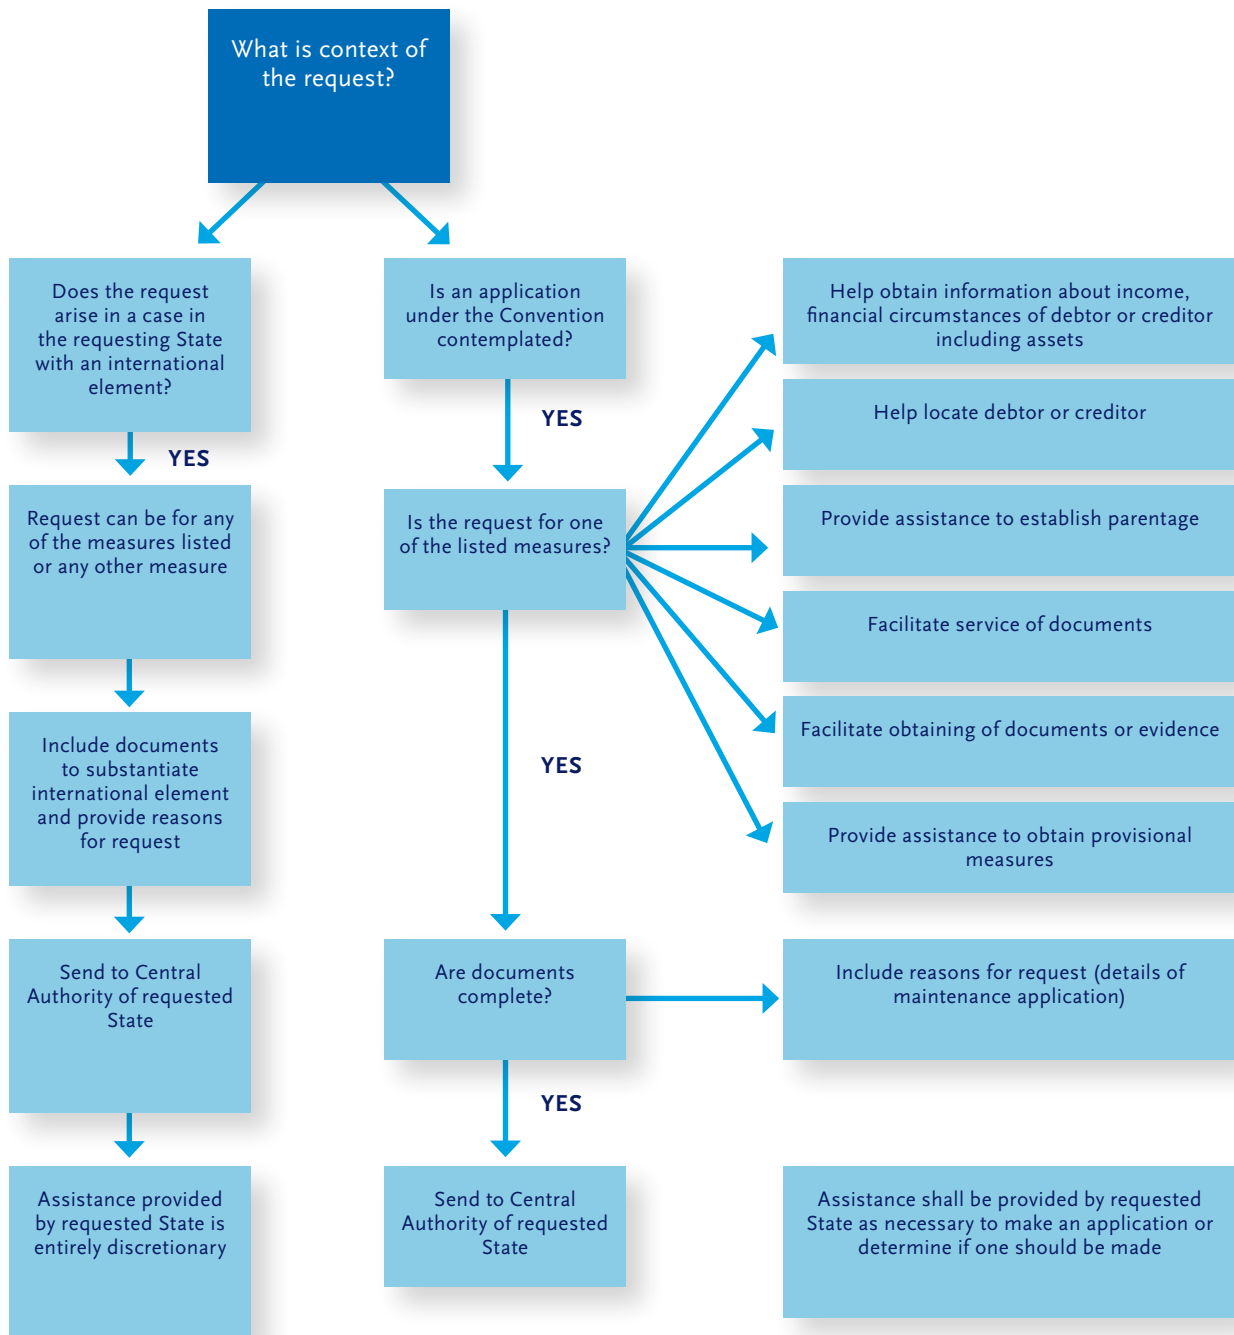 What is context of
the request?
Does the request
arise in a case in
the requesting State
with an international
element?
YES
Request can be for any
of the measures listed
or any other measure
Include documents
to substantiate
international element
and provide reasons
for request
Send to Central
Authority of requested
State
Assistance provided
by requested State is
entirely discretionary
Is an application
under the Convention
contemplated?
YES
Is the request for one
of the listed measures?
YES
Are documents
complete?
YES
Send to Central
Authority of requested
State
Help obtain information about income,
financial circumstances of debtor or creditor
including assets
Help locate debtor or creditor
Provide assistance to establish parentage
Facilitate service of documents
Facilitate obtaining of documents or evidence
Provide assistance to obtain provisional
measures
Include reasons for request (details of
maintenance application)
Assistance shall be provided by requested
State as necessary to make an application or
determine if one should be made